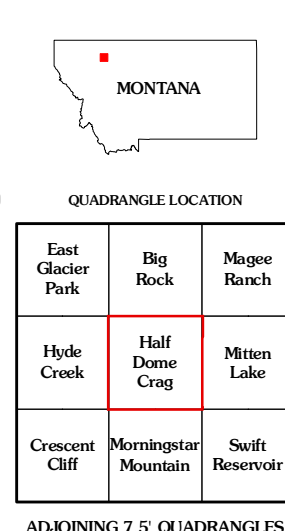 MONTANA
QUADRANGLE LOCATION
East
Glacier
Park
Big
Rock
Magee
Ranch
Hyde
Creek
Half
Dome
Crag
Mitten
Lake
Crescent
Cliff
Morningstar
Mountain
Swift
Reservoir
ADJOINING 7.5' QUADRANGLES